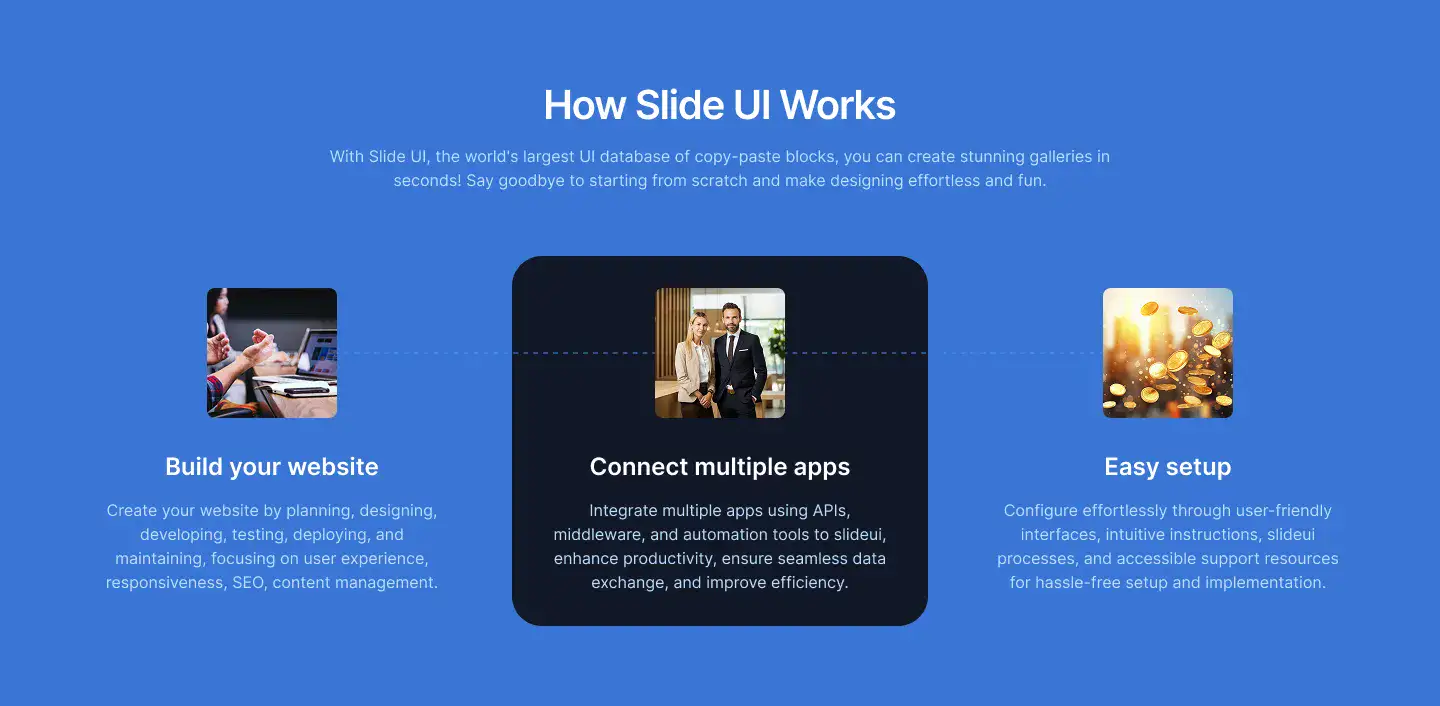 How Slide UI Works
With Slide UI, the world's largest UI database of copy-paste blocks, you can create stunning galleries in
seconds! Say goodbye to starting from scratch and make designing effortless and fun.
Build your website
Create your website by planning, designing,
developing, testing, deploying, and
maintaining, focusing on user experience,
responsiveness, SEO, content management.
Connect multiple apps
Integrate multiple apps using APIs,
middleware, and automation tools to slideui,
enhance productivity, ensure seamless data
exchange, and improve efficiency.
Easy setup
Configure effortlessly through user-friendly
interfaces, intuitive instructions, slideui
processes, and accessible support resources
for hassle-free setup and implementation.